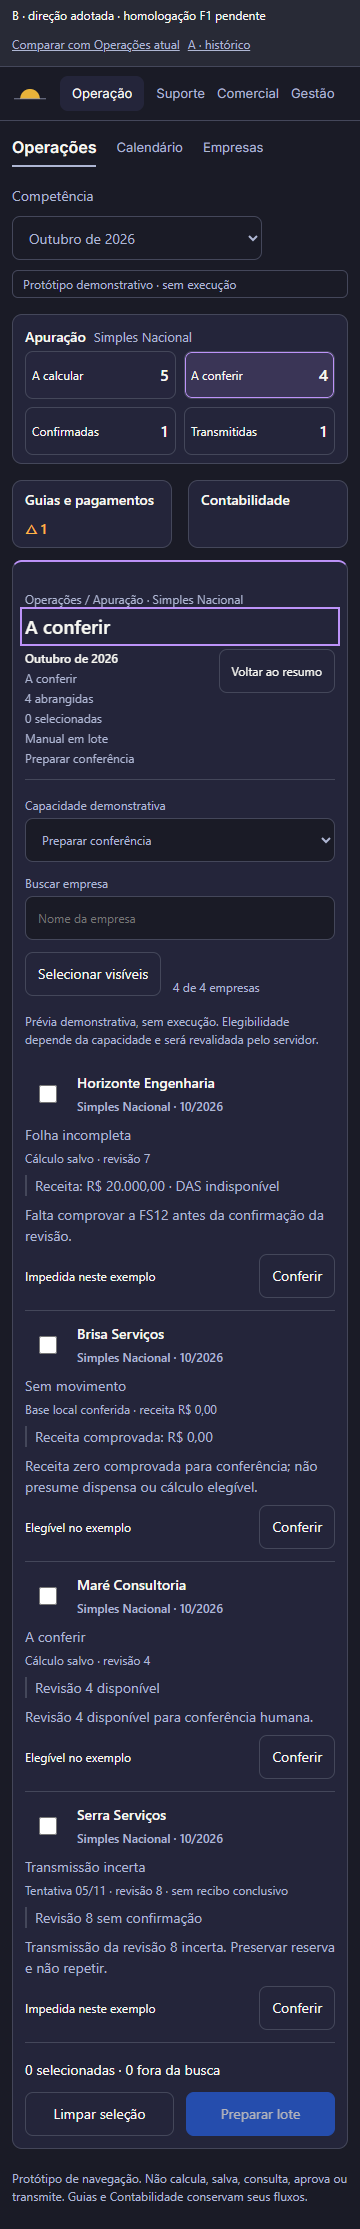 B · direção adotada · homologação F1 pendente
Comparar com Operações atual A · histórico
Operação Suporte Comercial Gestão
Operações Calendário Empresas
Competência
Outubro de 2026
Protótipo demonstrativo · sem execução
Apuração Simples Nacional
A calcular 5
A conferir 4
Confirmadas 1
Transmitidas 1
Guias e pagamentos
△ 1
Contabilidade
Operações / Apuração · Simples Nacional
A conferir
Outubro de 2026
A conferir
4 abrangidas
0 selecionadas
Manual em lote
Preparar conferência
Voltar ao resumo
Capacidade demonstrativa
Preparar conferência
Buscar empresa
Nome da empresa
Selecionar visíveis 4 de 4 empresas
Prévia demonstrativa, sem execução. Elegibilidade
depende da capacidade e será revalidada pelo servidor.
Horizonte Engenharia
Simples Nacional · 10/2026
Folha incompleta
Cálculo salvo · revisão 7
Receita: R$ 20.000,00 · DAS indisponível
Falta comprovar a FS12 antes da confirmação da
revisão.
Impedida neste exemplo Conferir
Brisa Serviços
Simples Nacional · 10/2026
Sem movimento
Base local conferida · receita R$ 0,00
Receita comprovada: R$ 0,00
Receita zero comprovada para conferência; não
presume dispensa ou cálculo elegível.
Elegível no exemplo Conferir
Maré Consultoria
Simples Nacional · 10/2026
A conferir
Cálculo salvo · revisão 4
Revisão 4 disponível
Revisão 4 disponível para conferência humana.
Elegível no exemplo Conferir
Serra Serviços
Simples Nacional · 10/2026
Transmissão incerta
Tentativa 05/11 · revisão 8 · sem recibo conclusivo
Revisão 8 sem confirmação
Transmissão da revisão 8 incerta. Preservar reserva
e não repetir.
Impedida neste exemplo Conferir
0 selecionadas · 0 fora da busca
Limpar seleção Preparar lote
Protótipo de navegação. Não calcula, salva, consulta, aprova ou
transmite. Guias e Contabilidade conservam seus fluxos.